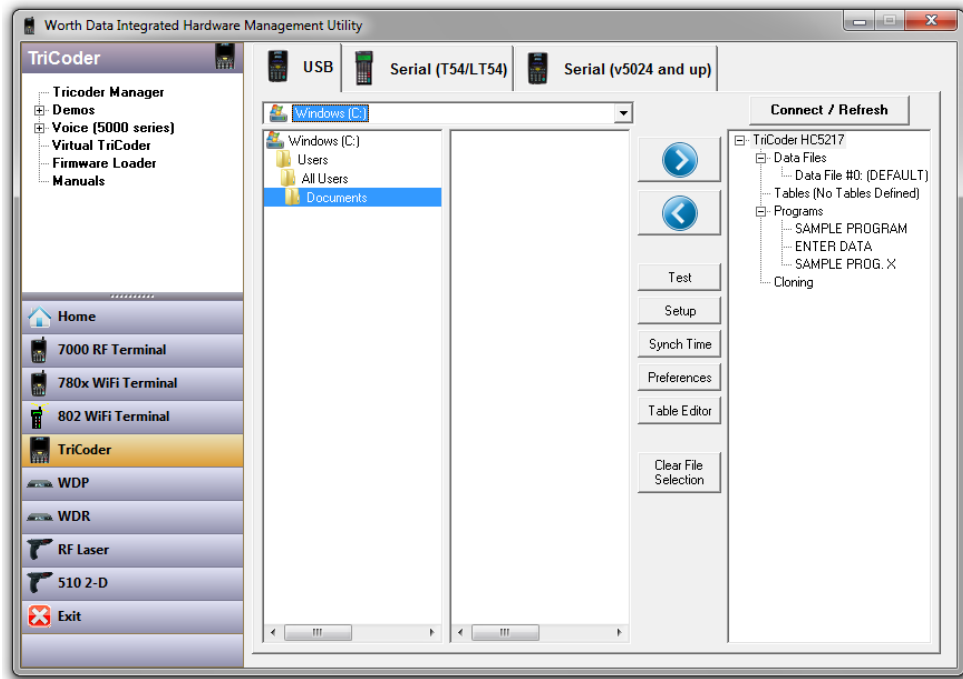 Worth Data Integrated Hardware Management Utility
TriCoder
Tricoder Manager
Demos
Voice (5000 series)
Virtual TriCoder
Firmware Loader
Manuals
Home
7000 RF Terminal
780x WiFi Terminal
802 WiFi Terminal
TriCoder
WDP
WDR
RF Laser
510 2-D
Exit
USB
Serial (T54/LT54)
Serial (v5024 and up)
Windows (C:)
Windows (C:)
Users
All Users
Documents
Test
Setup
Synch Time
Preferences
Table Editor
Clear File
Selection
Connect / Refresh
TriCoder HC5217
Data Files
Data File #0: (DEFAULT)
Tables (No Tables Defined)
Programs
SAMPLE PROGRAM
ENTER DATA
SAMPLE PROG. X
Cloning